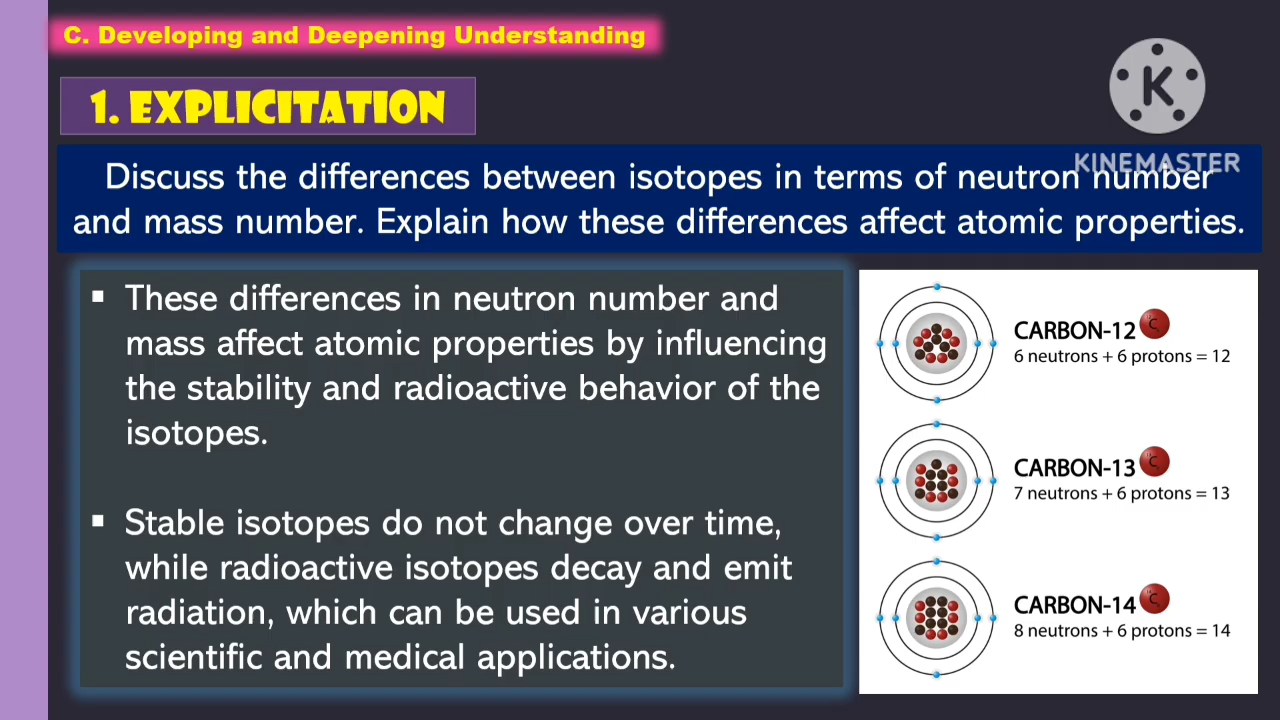 C. Developing and Deepening Understanding
1. EXPLICITATION
K
KINEMASTER
Discuss the differences between isotopes in terms of neutron number
and mass number. Explain how these differences affect atomic properties.
▪ These differences in neutron number and
mass affect atomic properties by influencing
the stability and radioactive behavior of the
isotopes.
▪ Stable isotopes do not change over time,
while radioactive isotopes decay and emit
radiation, which can be used in various
scientific and medical applications.
CARBON-12 C
6 neutrons + 6 protons = 12
CARBON-13 C
7 neutrons + 6 protons = 13
CARBON-14 C
8 neutrons + 6 protons = 14